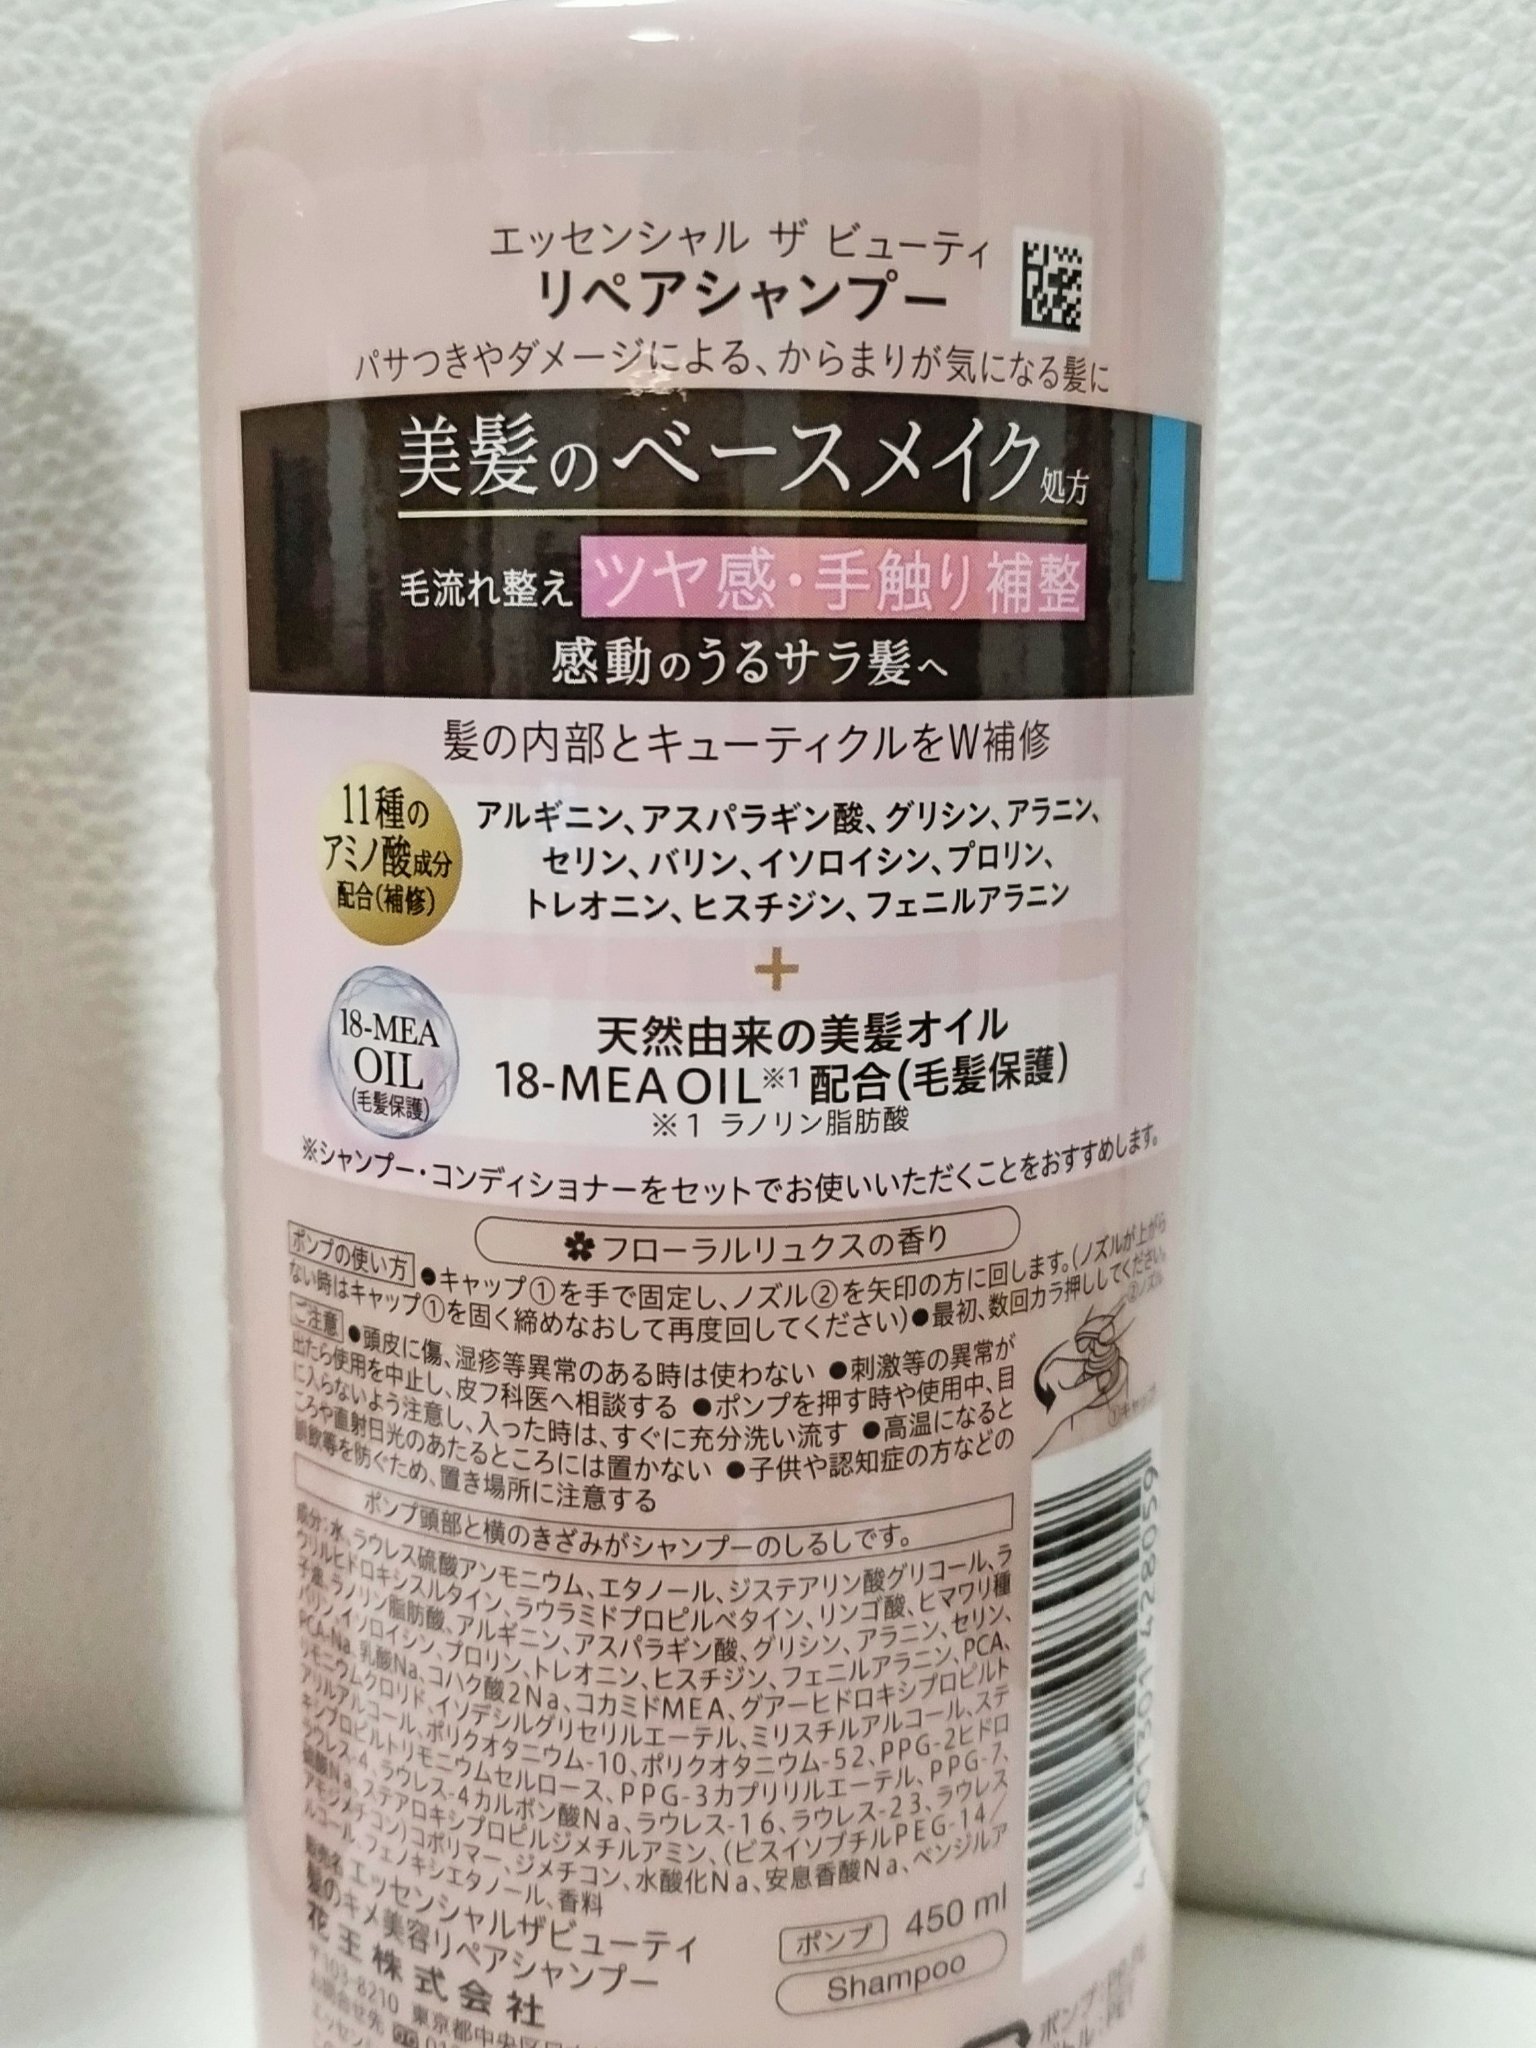 エッセンシャル ザ ビューティ
リペアシャンプー
パサつきやダメージによる、からまりが気になる髪に
美髪のベースメイク処方
毛流れ整え ツヤ感・手触り補整
感動のうるサラ髪へ
髪の内部とキューティクルをW補修
11種の
アミノ酸成分
配合(補修)
アルギニン、アスパラギン酸、グリシン、アラニン、
セリン、バリン、イソロイシン、プロリン、
トレオニン、ヒスチジン、フェニルアラニン
+
18-MEA
OIL
(毛髪保護)
天然由来の美髪オイル
18-MEA OIL※1配合(毛髪保護)
※1 ラノリン脂肪酸
※シャンプー・コンディショナーをセットでお使いいただくことをおすすめします。
フローラルリュクスの香り
ポンプの使い方 ●キャップ①を手で固定し、ノズル②を矢印の方に回します。(ノズルが上がら
ない時はキャップ①を固く締めなおして再度回してください)●最初、数回カラ押ししてください。
②ノズル
①キャップ
ご注意 ●頭皮に傷、湿疹等異常のある時は使わない ●刺激等の異常が
出たら使用を中止し、皮フ科医へ相談する ●ポンプを押す時や使用中、目
に入らないよう注意し、入った時は、すぐに充分洗い流す ●高温になると
ころや直射日光のあたるところには置かない ●子供や認知症の方などの
誤飲等を防ぐため、置き場所に注意する
ポンプ頭部と横のきざみがシャンプーのしるしです。
成分:水、ラウレス硫酸アンモニウム、エタノール、ジステアリン酸グリコール、ラ
ウリルヒドロキシスルタイン、ラウラミドプロピルベタイン、リンゴ酸、ヒマワリ種
子油、ラノリン脂肪酸、アルギニン、アスパラギン酸、グリシン、アラニン、セリン、
バリン、イソロイシン、プロリン、トレオニン、ヒスチジン、フェニルアラニン、PCA、
PCA-Na、乳酸Na、コハク酸2Na、コカミドMEA、グアーヒドロキシプロピルト
リモニウムクロリド、イソデシルグリセリルエーテル、ミリスチルアルコール、ステ
アリルアルコール、ポリクオタニウム-10、ポリクオタニウム-52、PPG-2ヒドロ
キシプロピルトリモニウムセルロース、PPG-3カプリリルエーテル、PPG-7、
ラウレス-4、ラウレス-4カルボン酸Na、ラウレス-16、ラウレス-23、ラウレス
硫酸Na、ステアロキシプロピルジメチルアミン、(ビスイソブチルPEG-14/
アモジメチコン)コポリマー、ジメチコン、水酸化Na、安息香酸Na、ベンジルア
ルコール、フェノキシエタノール、香料
販売名 エッセンシャルザビューティ
髪のキメ美容リペアシャンプー
花王株式会社
〒103-8210 東京都中央区
お問合せ先
ポンプ 450 ml
Shampoo
ポンプ: